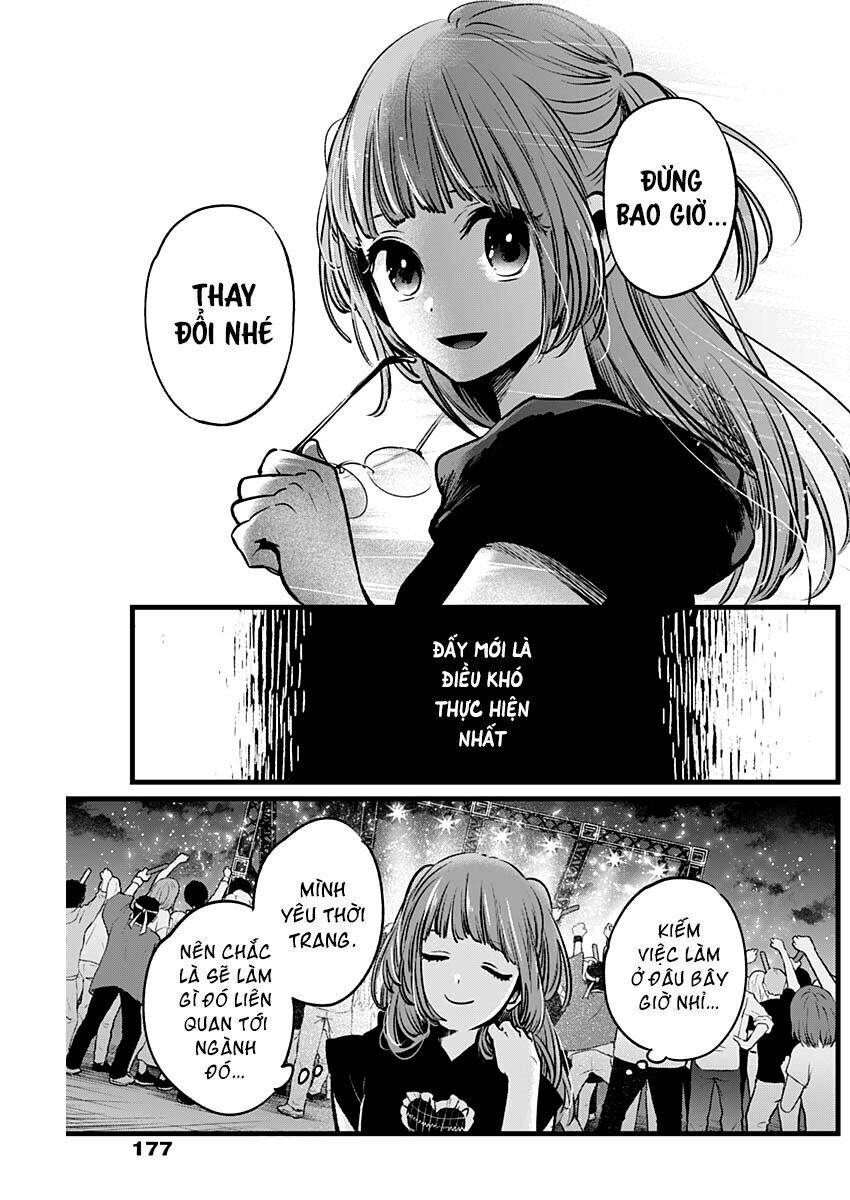 ĐỪNG
BAO GIỜ...
THAY
ĐỔI NHÉ
ĐẤY MỚI LÀ
ĐIỀU KHÓ
THỰC HIỆN
NHẤT
KIẾM
VIỆC LÀM
Ở ĐÂU BÂY
GIỜ NHỈ...
MÌNH
YÊU THỜI
TRANG.
NÊN CHẮC
LÀ SẼ LÀM
GÌ ĐÓ LIÊN
QUAN TỚI
NGÀNH
ĐÓ...
177